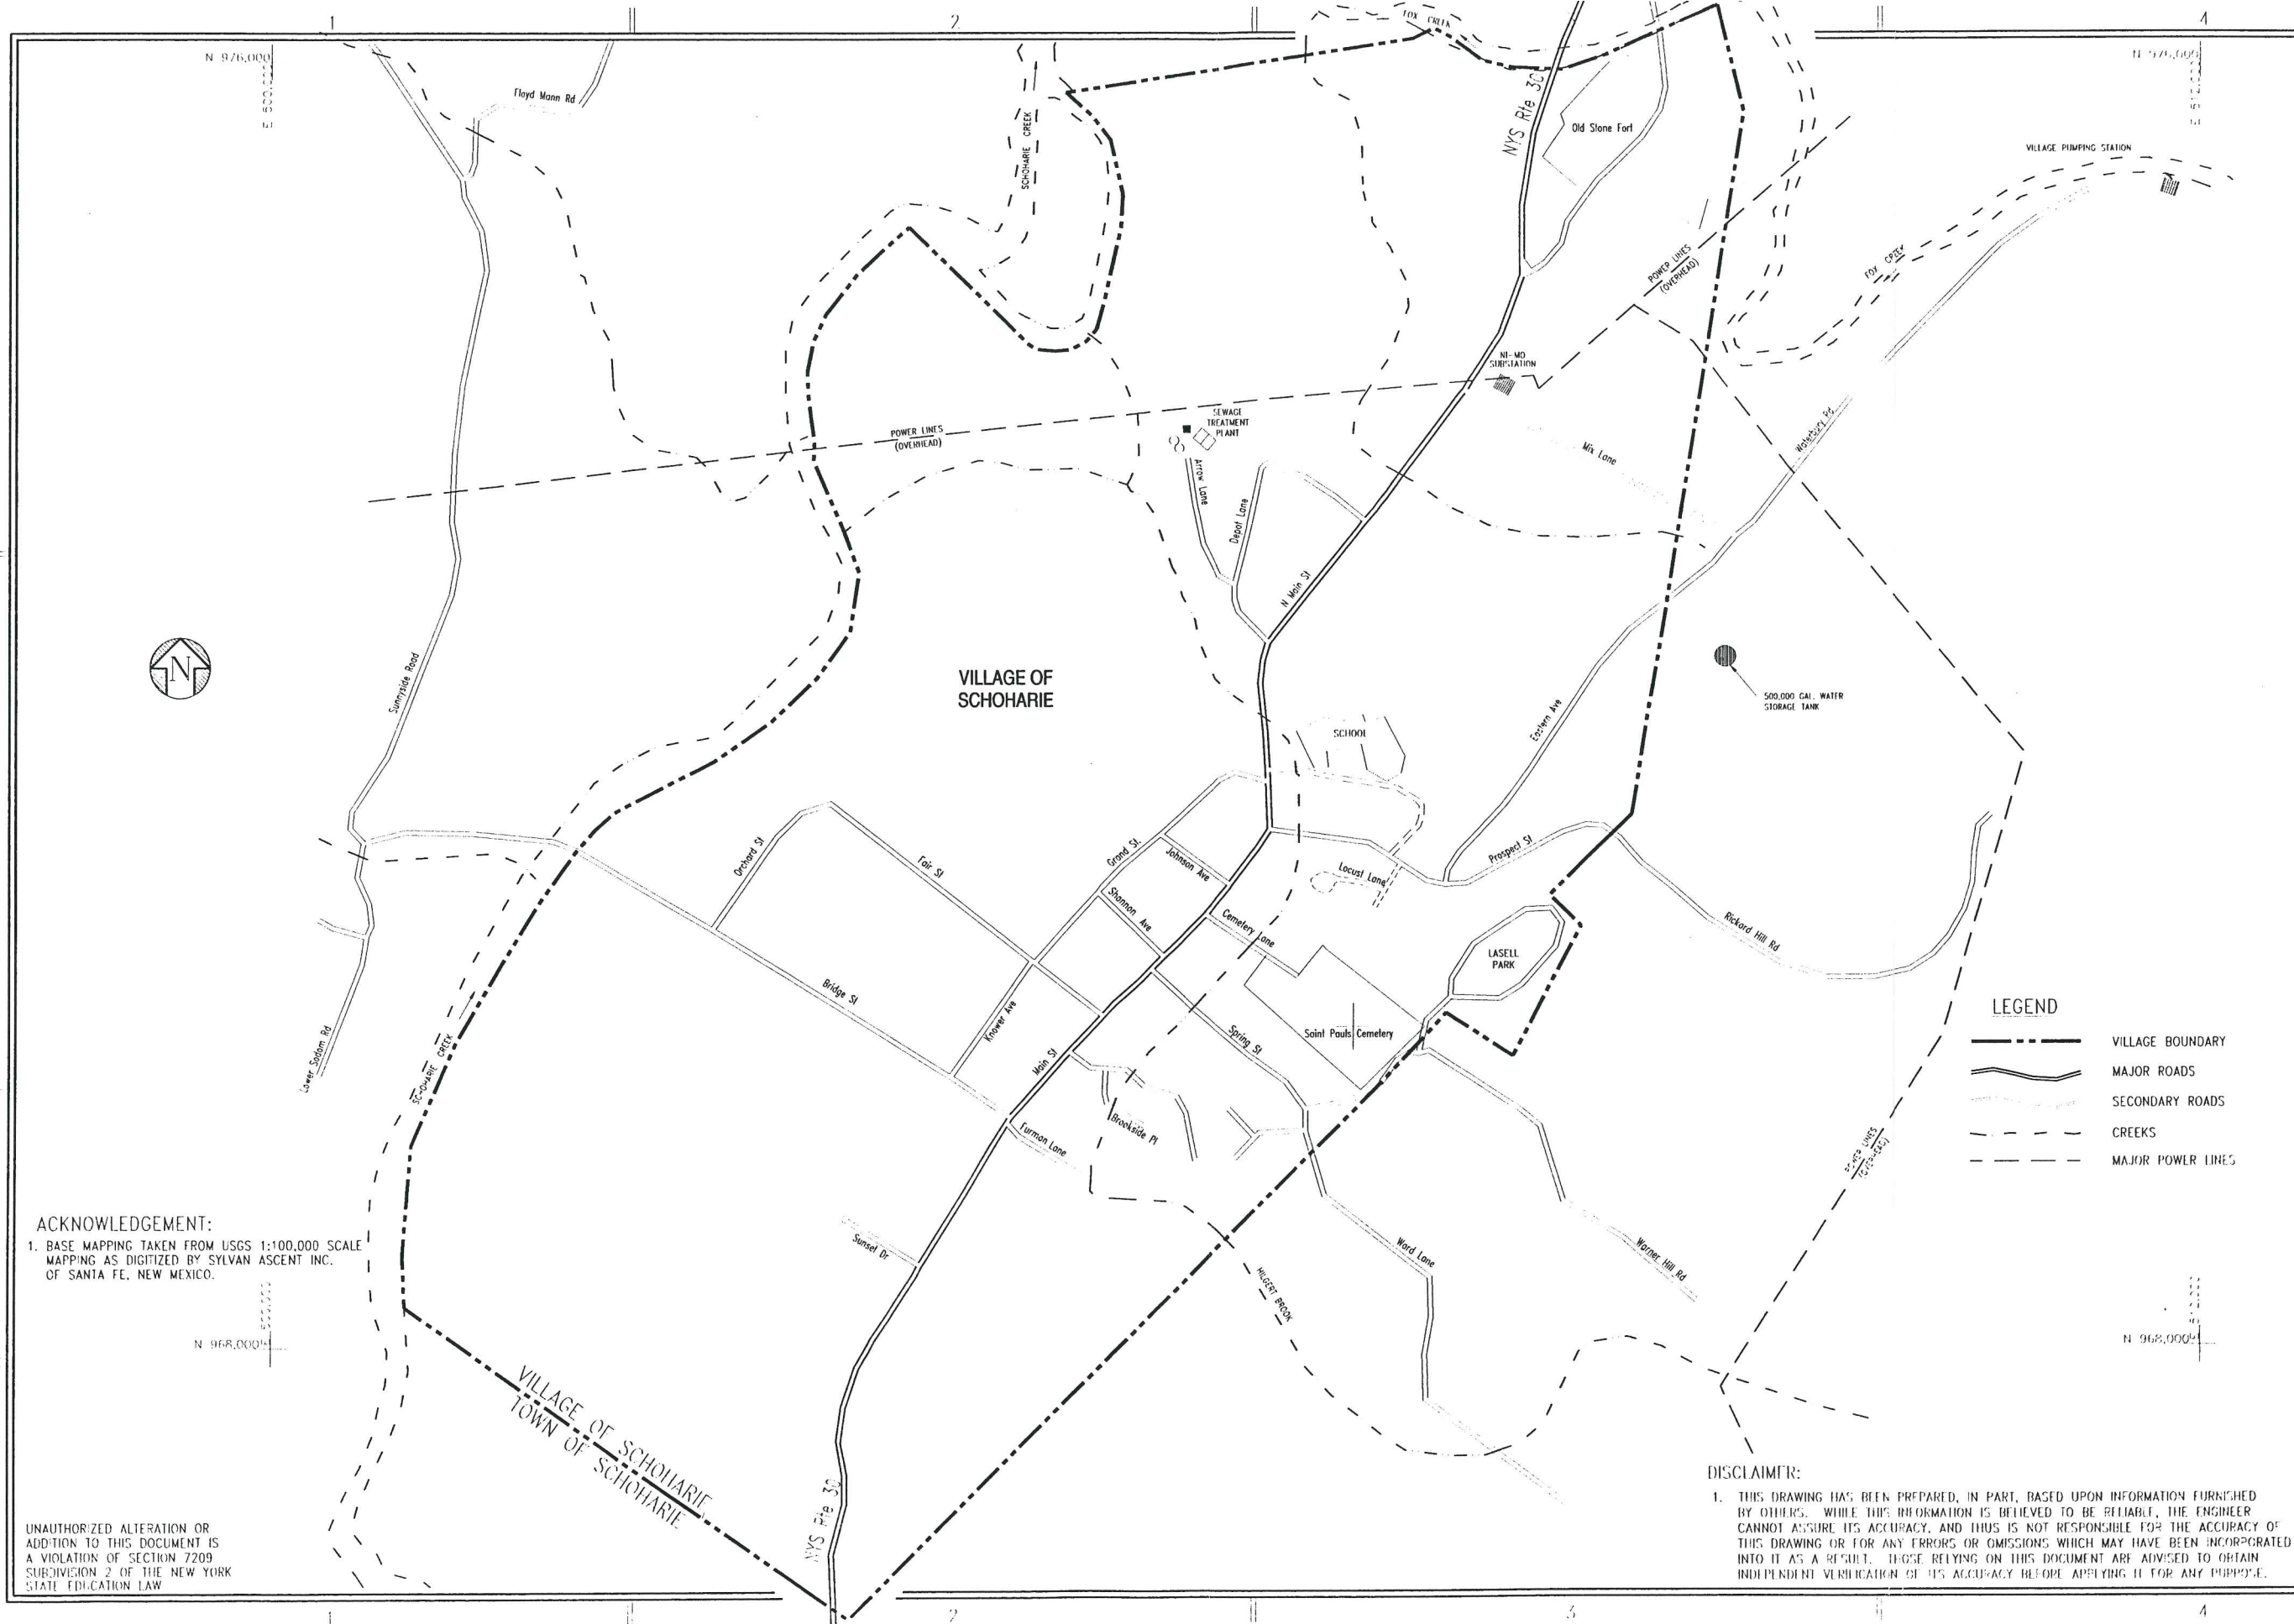 1
2
4
FOX CREEK
N 976,000
N 976,000
E 600,000
Floyd Mann Rd
SCHOHARIE CREEK
NYS Rte 30
Old Stone Fort
VILLAGE PUMPING STATION
POWER LINES
(OVERHEAD)
FOX CREEK
NI-MO
SUBSTATION
SEWAGE
TREATMENT
PLANT
POWER LINES
(OVERHEAD)
Arrow Lane
Depot Lane
Mix Lane
Waterbury Rd
N Main St
N
Sunnyside Road
VILLAGE OF
SCHOHARIE
500,000 GAL. WATER
STORAGE TANK
Eastern Ave
SCHOOL
Orchard St
Fair St
Grand St.
Johnson Ave
Prospect St
Locust Lane
Shannon Ave
Cemetery Lane
Rickard Hill Rd
LASELL
PARK
Bridge St
Knower Ave
Spring St
Saint Pauls Cemetery
Main St
Lower Sodom Rd
SCHOHARIE CREEK
Brookside Pl
Furman Lane
LEGEND
VILLAGE BOUNDARY
MAJOR ROADS
SECONDARY ROADS
CREEKS
MAJOR POWER LINES
POWER LINES
(OVERHEAD)
Sunset Dr
Ward Lane
Warner Hill Rd
HILGERT BROOK
ACKNOWLEDGEMENT:
1. BASE MAPPING TAKEN FROM USGS 1:100,000 SCALE
MAPPING AS DIGITIZED BY SYLVAN ASCENT INC.
OF SANTA FE, NEW MEXICO.
N 968,000
N 968,000
VILLAGE OF SCHOHARIE
TOWN OF SCHOHARIE
NYS Rte 30
UNAUTHORIZED ALTERATION OR
ADDITION TO THIS DOCUMENT IS
A VIOLATION OF SECTION 7209
SUBDIVISION 2 OF THE NEW YORK
STATE EDUCATION LAW
DISCLAIMER:
1. THIS DRAWING HAS BEEN PREPARED, IN PART, BASED UPON INFORMATION FURNISHED
BY OTHERS. WHILE THIS INFORMATION IS BELIEVED TO BE RELIABLE, THE ENGINEER
CANNOT ASSURE ITS ACCURACY, AND THUS IS NOT RESPONSIBLE FOR THE ACCURACY OF
THIS DRAWING OR FOR ANY ERRORS OR OMISSIONS WHICH MAY HAVE BEEN INCORPORATED
INTO IT AS A RESULT. THOSE RELYING ON THIS DOCUMENT ARE ADVISED TO OBTAIN
INDEPENDENT VERIFICATION OF ITS ACCURACY BEFORE APPLYING IT FOR ANY PURPOSE.
1
2
3
4